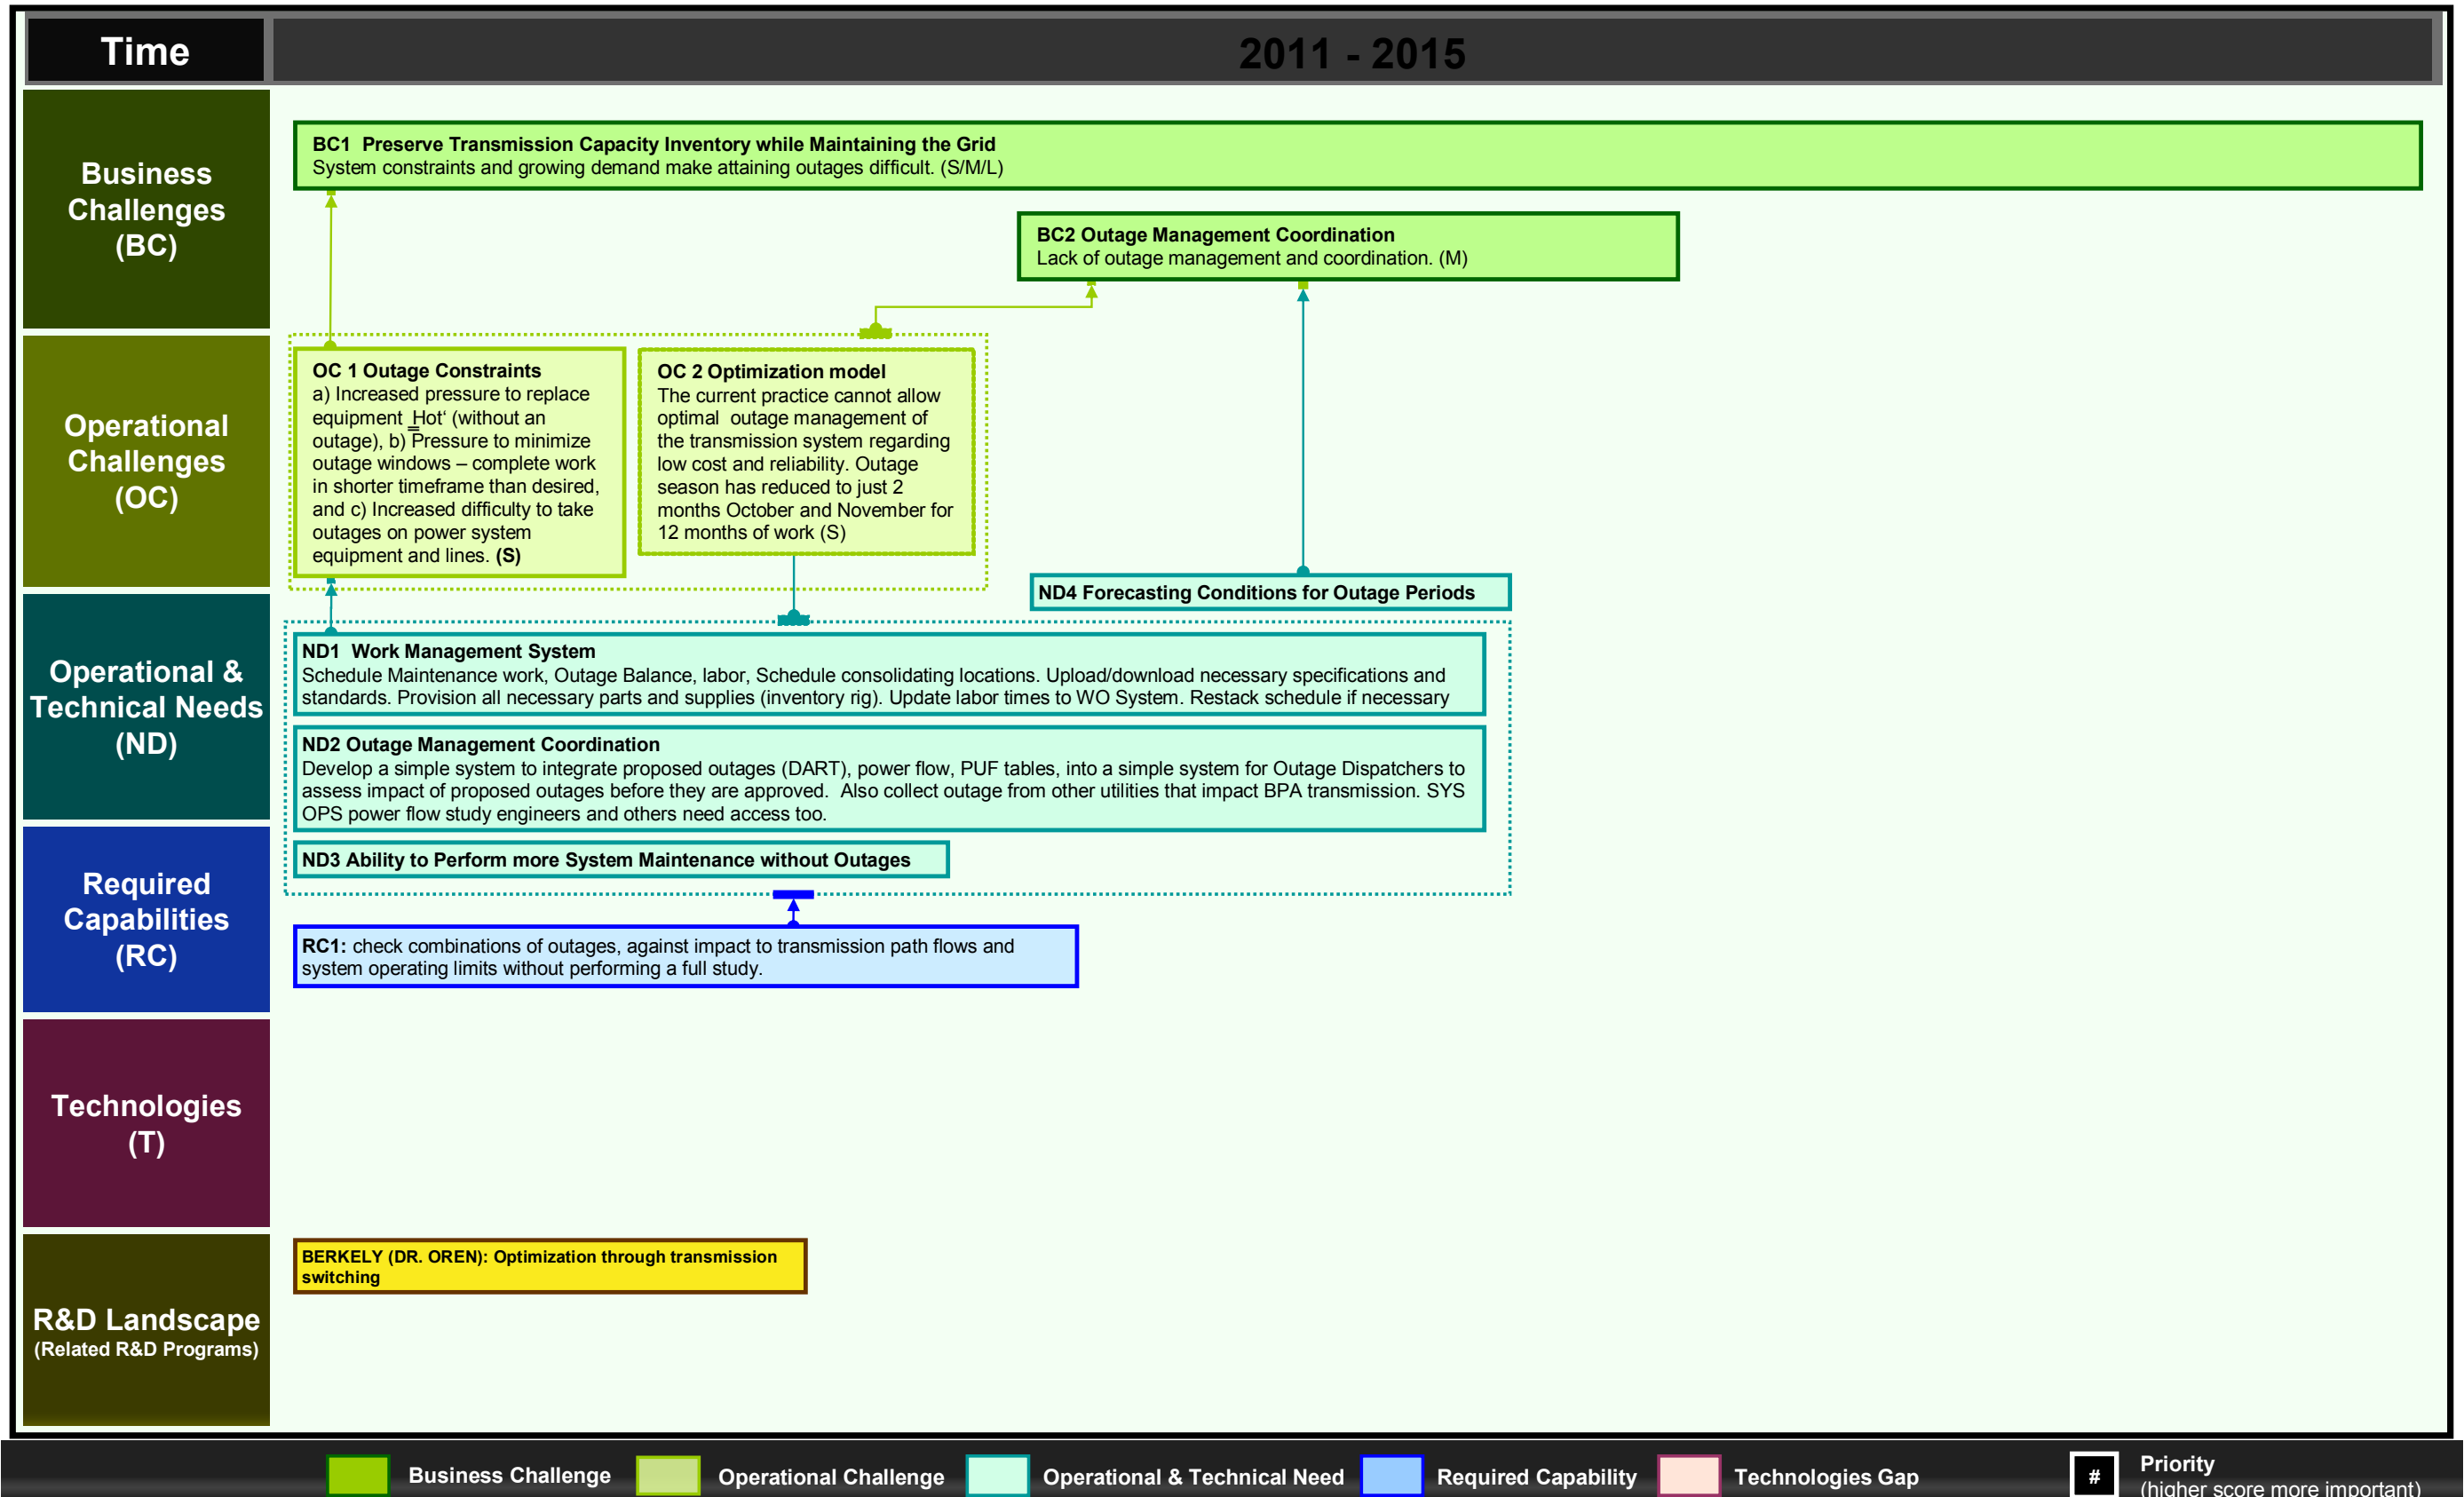 Time
2011 - 2015
Business
Challenges
(BC)
BC1  Preserve Transmission Capacity Inventory while Maintaining the Grid
System constraints and growing demand make attaining outages difficult. (S/M/L)
BC2 Outage Management Coordination
Lack of outage management and coordination. (M)
Operational
Challenges
(OC)
OC 1 Outage Constraints
a) Increased pressure to replace
equipment ‗Hot‘ (without an
outage), b) Pressure to minimize
outage windows – complete work
in shorter timeframe than desired,
and c) Increased difficulty to take
outages on power system
equipment and lines. (S)
OC 2 Optimization model
The current practice cannot allow
optimal  outage management of
the transmission system regarding
low cost and reliability. Outage
season has reduced to just 2
months October and November for
12 months of work (S)
ND4 Forecasting Conditions for Outage Periods
Operational &
Technical Needs
(ND)
ND1  Work Management System
Schedule Maintenance work, Outage Balance, labor, Schedule consolidating locations. Upload/download necessary specifications and
standards. Provision all necessary parts and supplies (inventory rig). Update labor times to WO System. Restack schedule if necessary
ND2 Outage Management Coordination
Develop a simple system to integrate proposed outages (DART), power flow, PUF tables, into a simple system for Outage Dispatchers to
assess impact of proposed outages before they are approved.  Also collect outage from other utilities that impact BPA transmission. SYS
OPS power flow study engineers and others need access too.
ND3 Ability to Perform more System Maintenance without Outages
Required
Capabilities
(RC)
RC1: check combinations of outages, against impact to transmission path flows and
system operating limits without performing a full study.
Technologies
(T)
R&D Landscape
(Related R&D Programs)
BERKELY (DR. OREN): Optimization through transmission
switching
Business Challenge
Operational Challenge
Operational & Technical Need
Required Capability
Technologies Gap
#
Priority
(higher score more important)